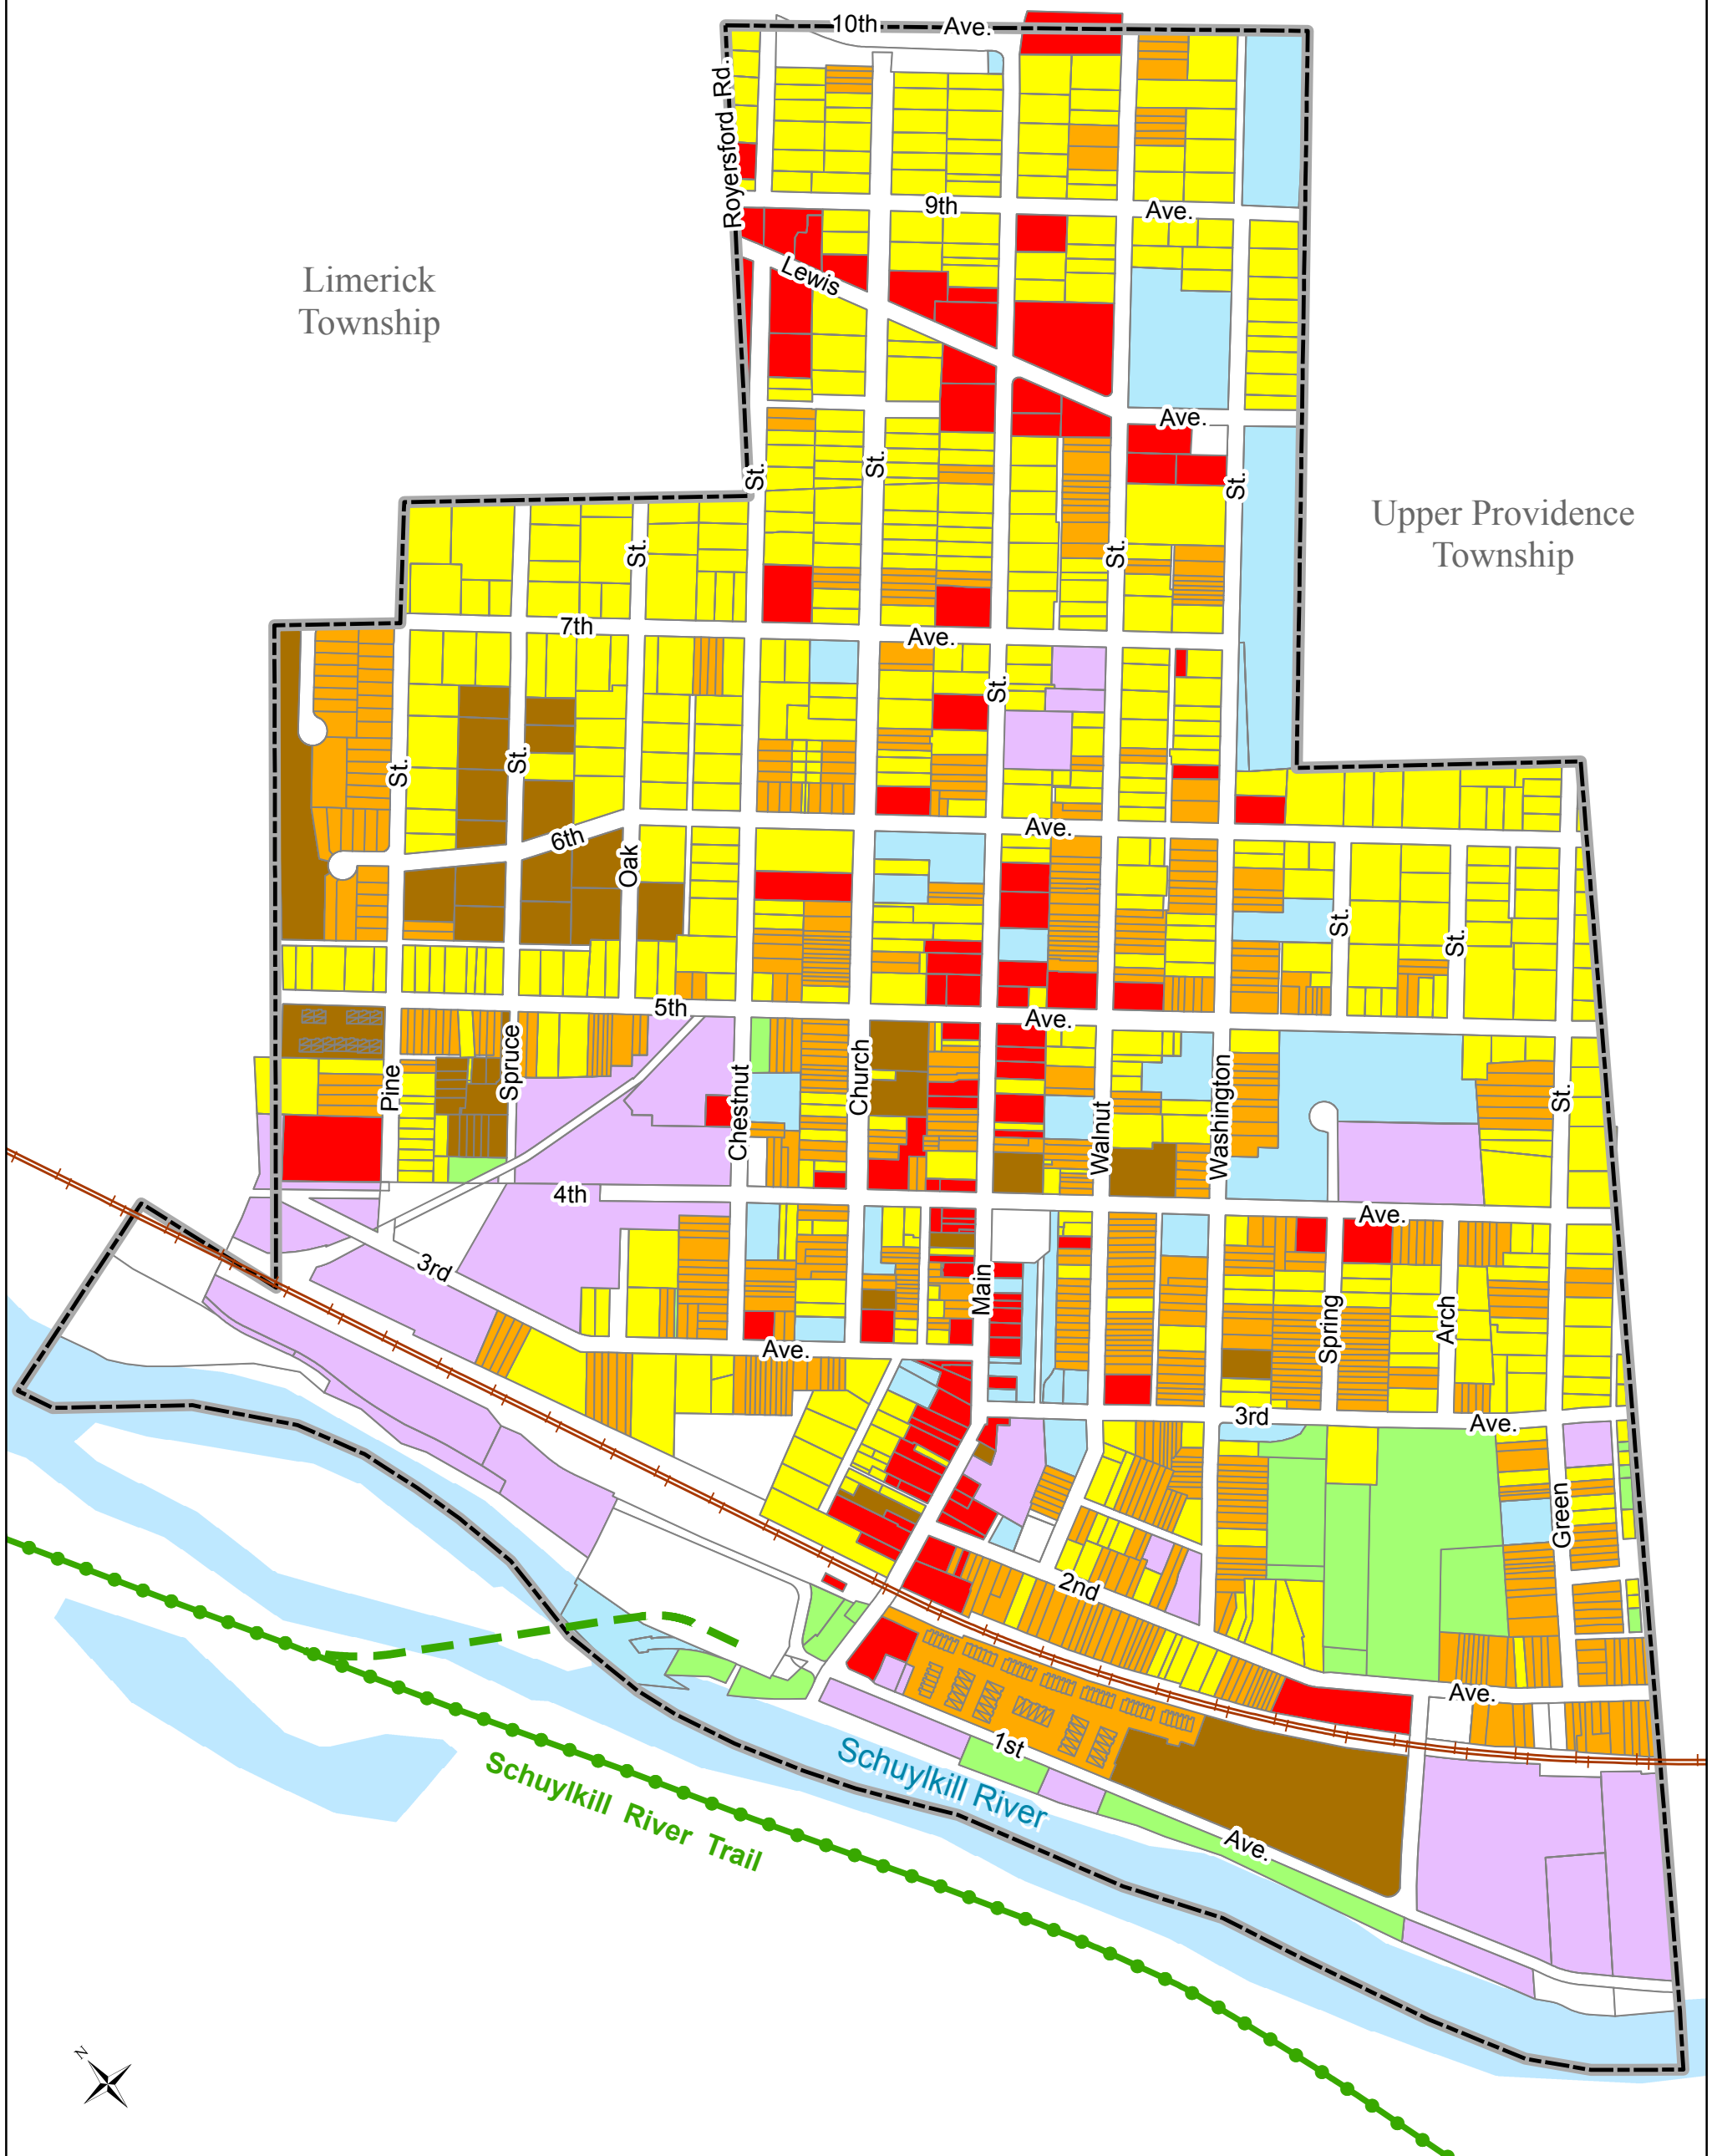 10th Ave.
Royersford Rd.
9th Ave.
Limerick
Township
Lewis
Ave.
St.
St.
St.
Upper Providence
Township
St.
St.
7th
Ave.
St.
St.
St.
6th
Ave.
Oak
St.
St.
5th
Ave.
Pine
Spruce
Chestnut
Church
Walnut
Washington
St.
4th
Ave.
3rd
Main
Spring
Arch
Ave.
3rd
Ave.
Green
2nd
Ave.
1st
Schuylkill River
Schuylkill River Trail
Ave.
N